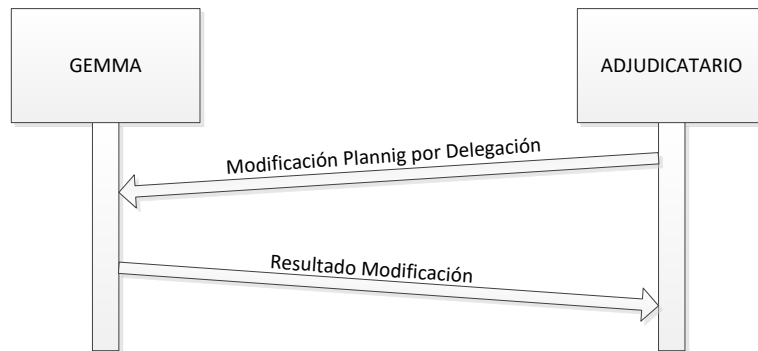 GEMMA
ADJUDICATARIO
Modificación Plannig por Delegación
Resultado Modificación